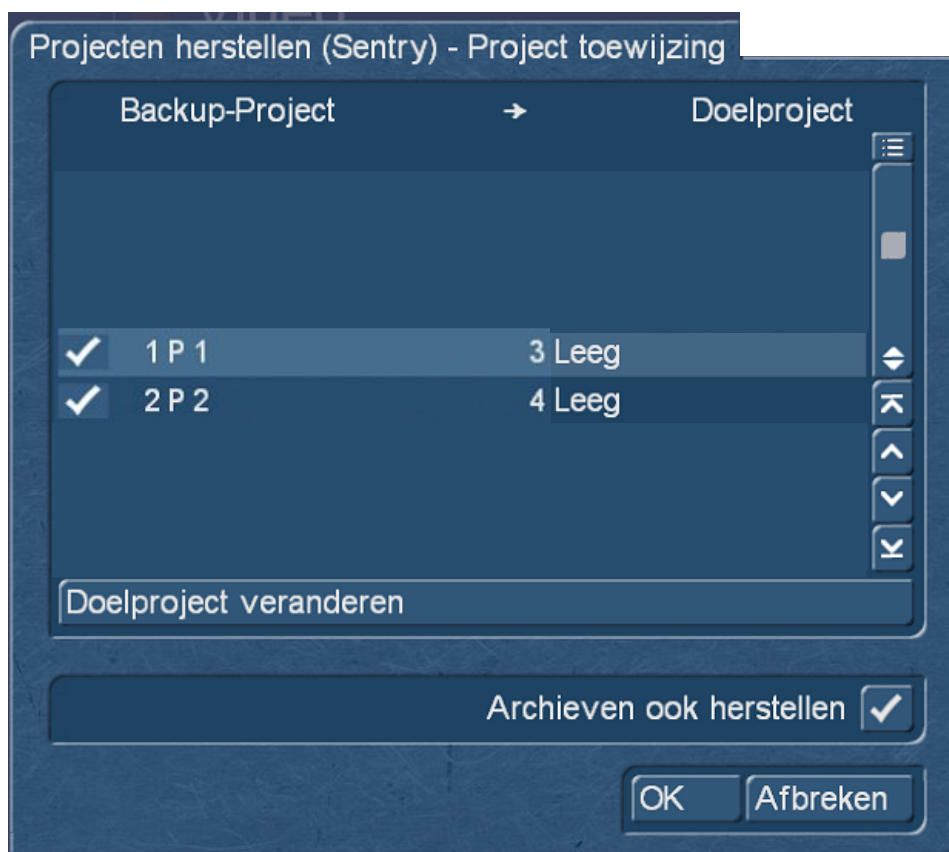 Projecten herstellen (Sentry) - Project toewijzing
Backup-Project → Doelproject
1 P 1 3 Leeg
2 P 2 4 Leeg
Doelproject veranderen
Archieven ook herstellen
OK Afbreken